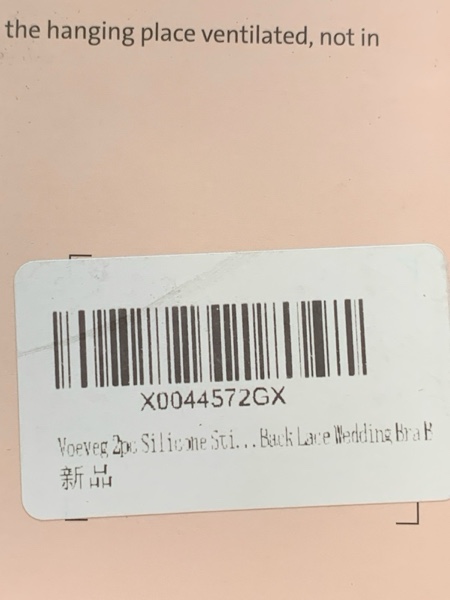 the hanging place ventilated, not in
X0044572GX
Voeveg 2pc Silicone Sti...Back Lace Wedding Bra B
新品